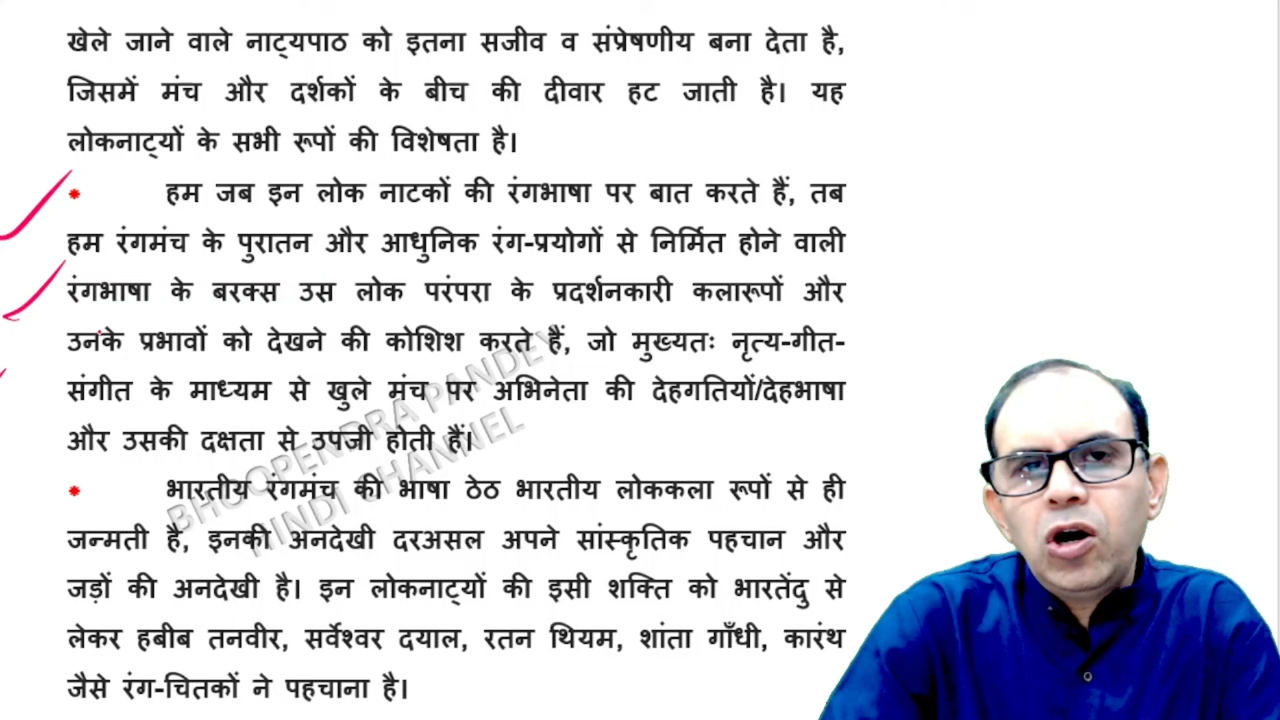 खेले जाने वाले नाट्यपाठ को इतना सजीव व संप्रेषणीय बना देता है,
जिसमें मंच और दर्शकों के बीच की दीवार हट जाती है। यह
लोकनाट्यों के सभी रूपों की विशेषता है।
हम जब इन लोक नाटकों की रंगभाषा पर बात करते हैं, तब
हम रंगमंच के पुरातन और आधुनिक रंग-प्रयोगों से निर्मित होने वाली
रंगभाषा के बरक्स उस लोक परंपरा के प्रदर्शनकारी कलारूपों और
उनके प्रभावों को देखने की कोशिश करते हैं, जो मुख्यतः नृत्य-गीत-
संगीत के माध्यम से खुले मंच पर अभिनेता की देहगतियों/देहभाषा
और उसकी दक्षता से उपजी होती हैं।
भारतीय रंगमंच की भाषा ठेठ भारतीय लोककला रूपों से ही
जन्मती है, इनकी अनदेखी दरअसल अपने सांस्कृतिक पहचान और
जड़ों की अनदेखी है। इन लोकनाट्यों की इसी शक्ति को भारतेंदु से
लेकर हबीब तनवीर, सर्वेश्वर दयाल, रतन थियम, शांता गाँधी, कारंथ
जैसे रंग-चितकों ने पहचाना है।
BHOOPENDRA PANDEY
HINDI CHANNEL